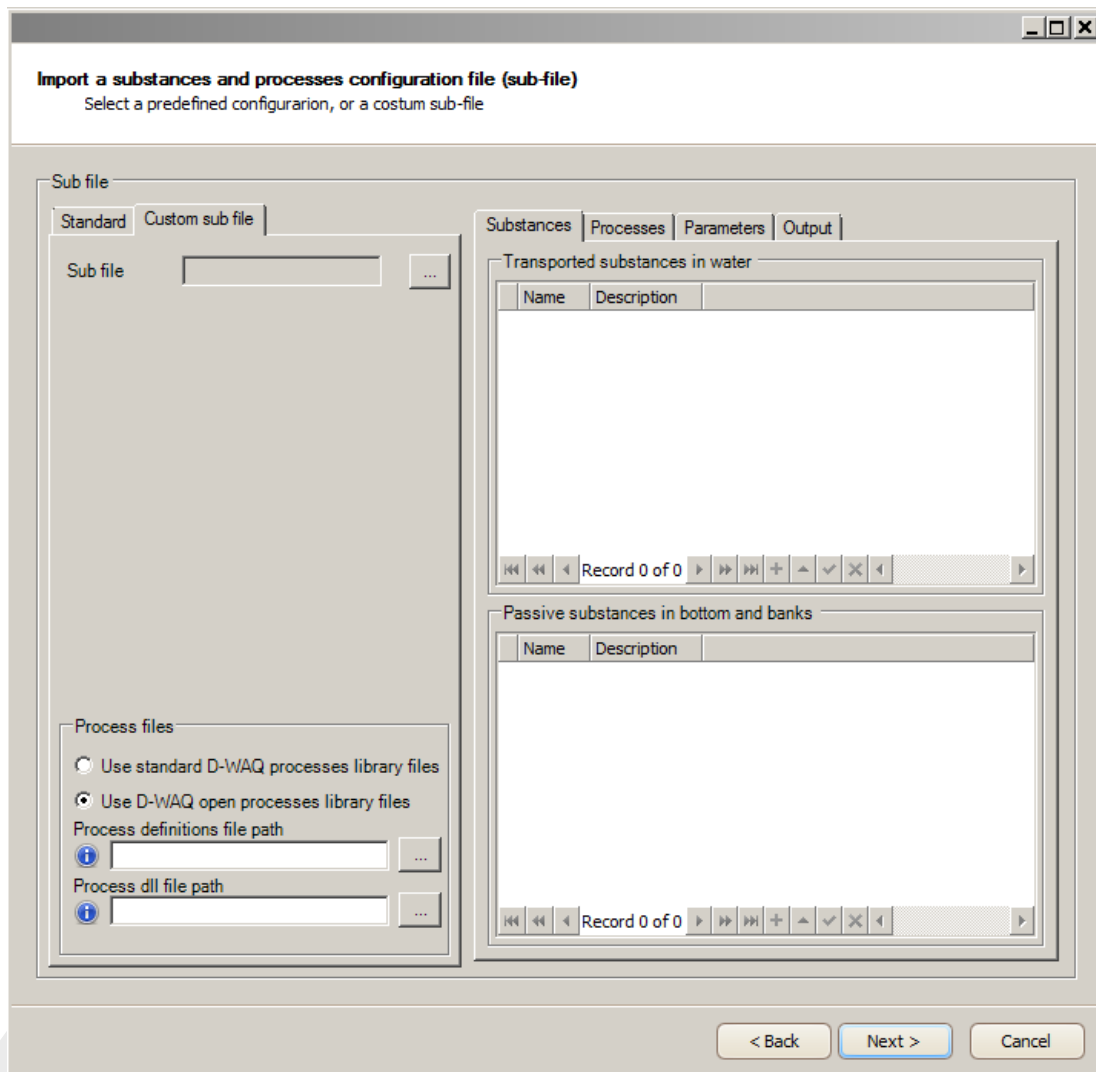 Import a substances and processes configuration file (sub-file)
Select a predefined configurarion, or a costum sub-file
Sub file
Standard
Custom sub file
Sub file
...
Process files
Use standard D-WAQ processes library files
Use D-WAQ open processes library files
Process definitions file path
...
Process dll file path
...
Substances
Processes
Parameters
Output
Transported substances in water
Name Description
Record 0 of 0
Passive substances in bottom and banks
Name Description
Record 0 of 0
< Back
Next >
Cancel